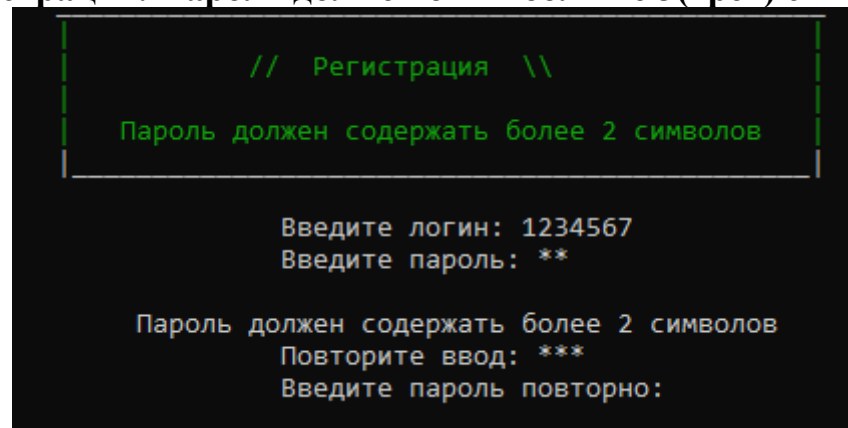 // Регистрация \\
Пароль должен содержать более 2 символов
Введите логин: 1234567
Введите пароль: **
Пароль должен содержать более 2 символов
Повторите ввод: ***
Введите пароль повторно: